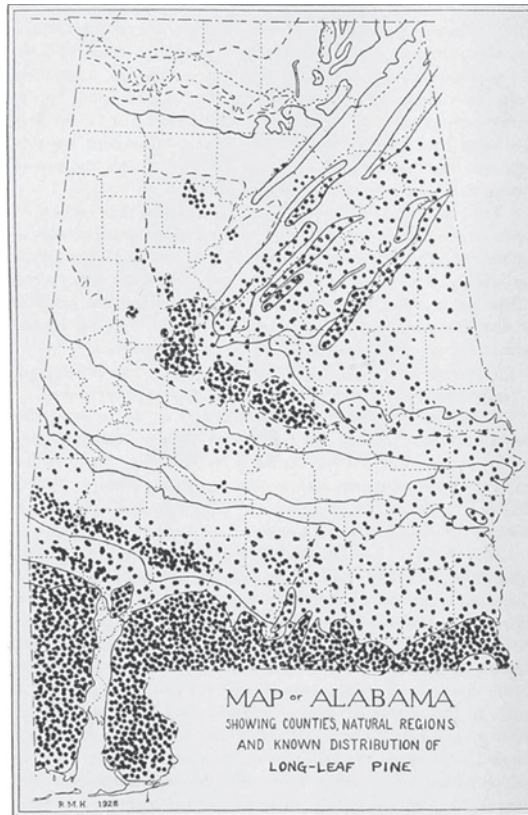 MAP OF ALABAMA
SHOWING COUNTIES, NATURAL REGIONS
AND KNOWN DISTRIBUTION OF
LONG-LEAF PINE
R.M.H. 1928